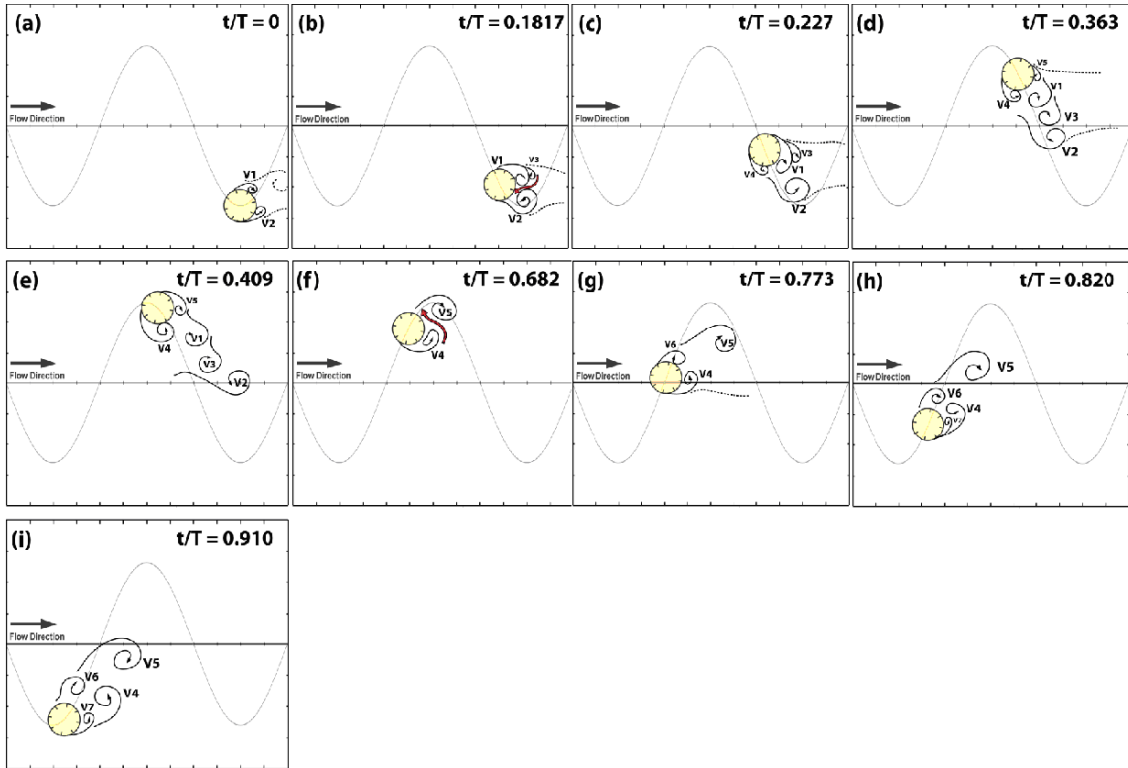 (a) t/T = 0
V1
Flow Direction
V2
(b) t/T = 0.1817
V1 V3
Flow Direction
V2
(c) t/T = 0.227
V3
V4 V1
Flow Direction
V2
(d) t/T = 0.363
V5
V1
V4
V3
Flow Direction
V2
(e) t/T = 0.409
V5
V4 V1
V3
V2
Flow Direction
(f) t/T = 0.682
V5
V4
Flow Direction
(g) t/T = 0.773
V6 V5
V4
Flow Direction
(h) t/T = 0.820
V5
Flow Direction
V6
V4
V7
(i) t/T = 0.910
Flow Direction
V5
V6
V4
V7